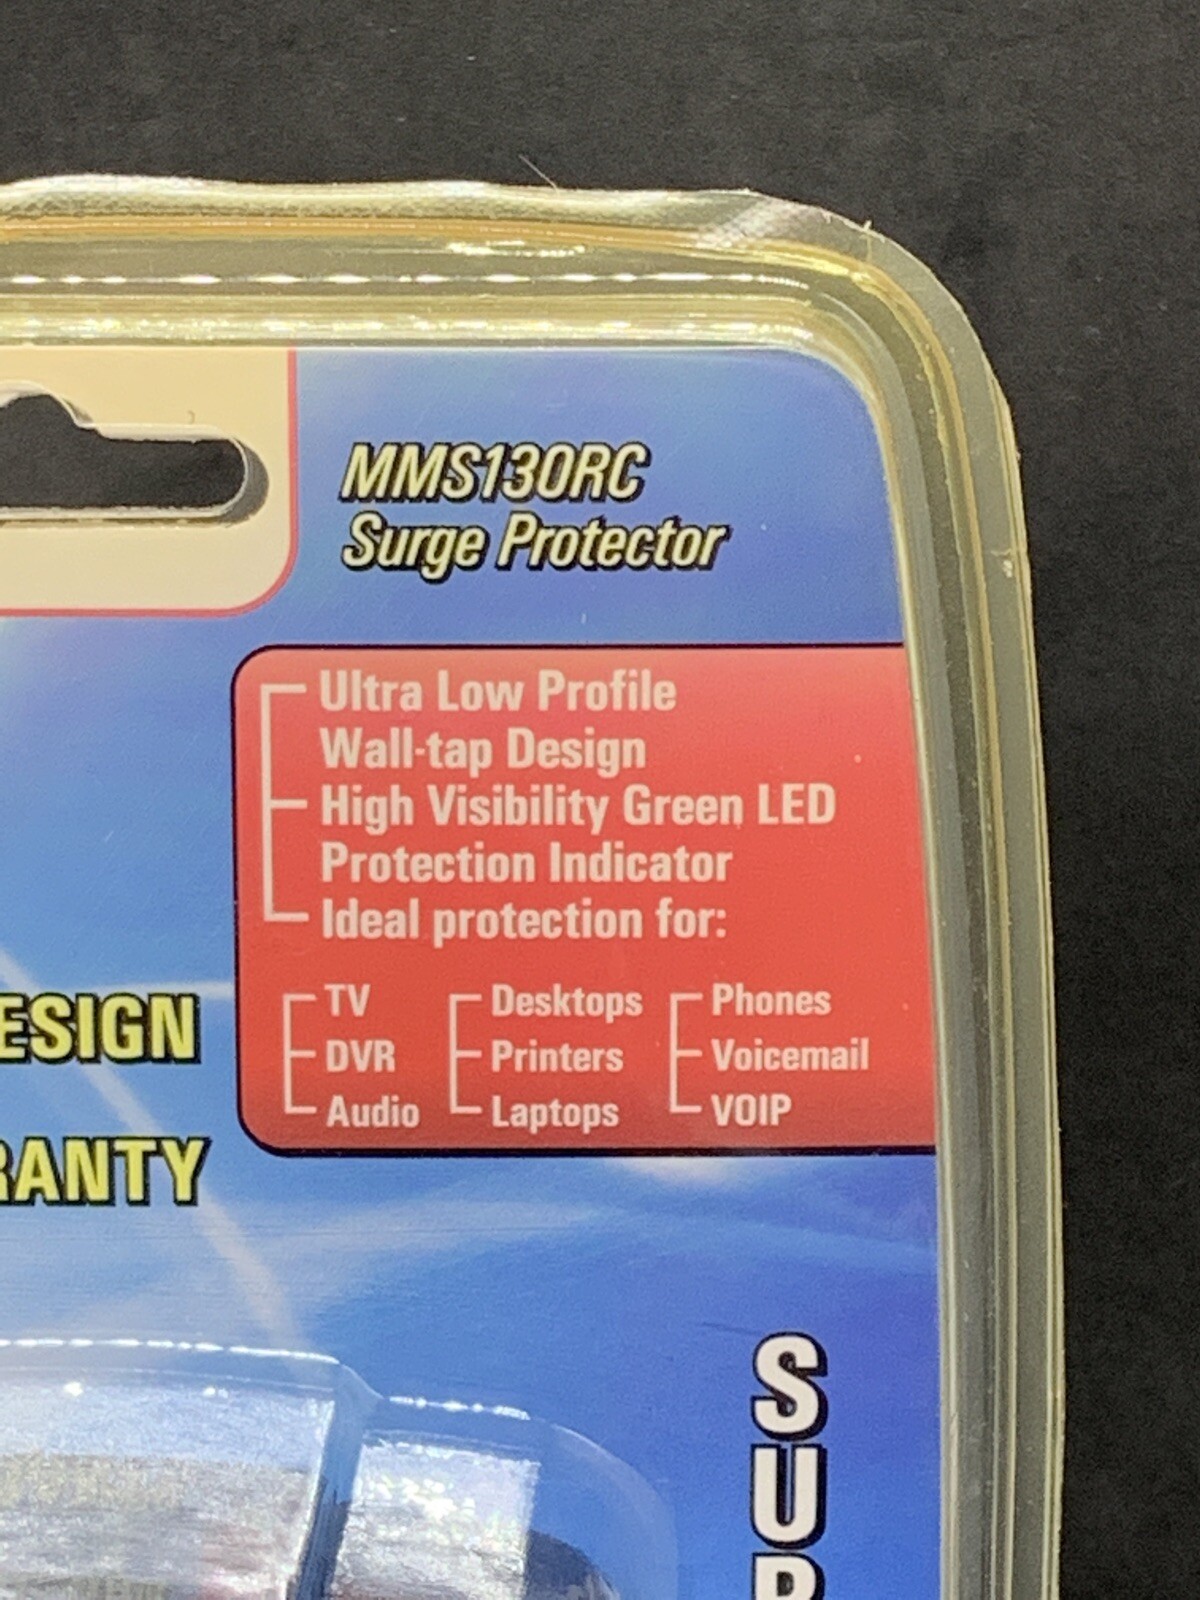 MMS130RC
Surge Protector
Ultra Low Profile
Wall-tap Design
High Visibility Green LED
Protection Indicator
Ideal protection for:
TV
DVR
Audio
Desktops
Printers
Laptops
Phones
Voicemail
VOIP
ESIGN
RANTY
S
U